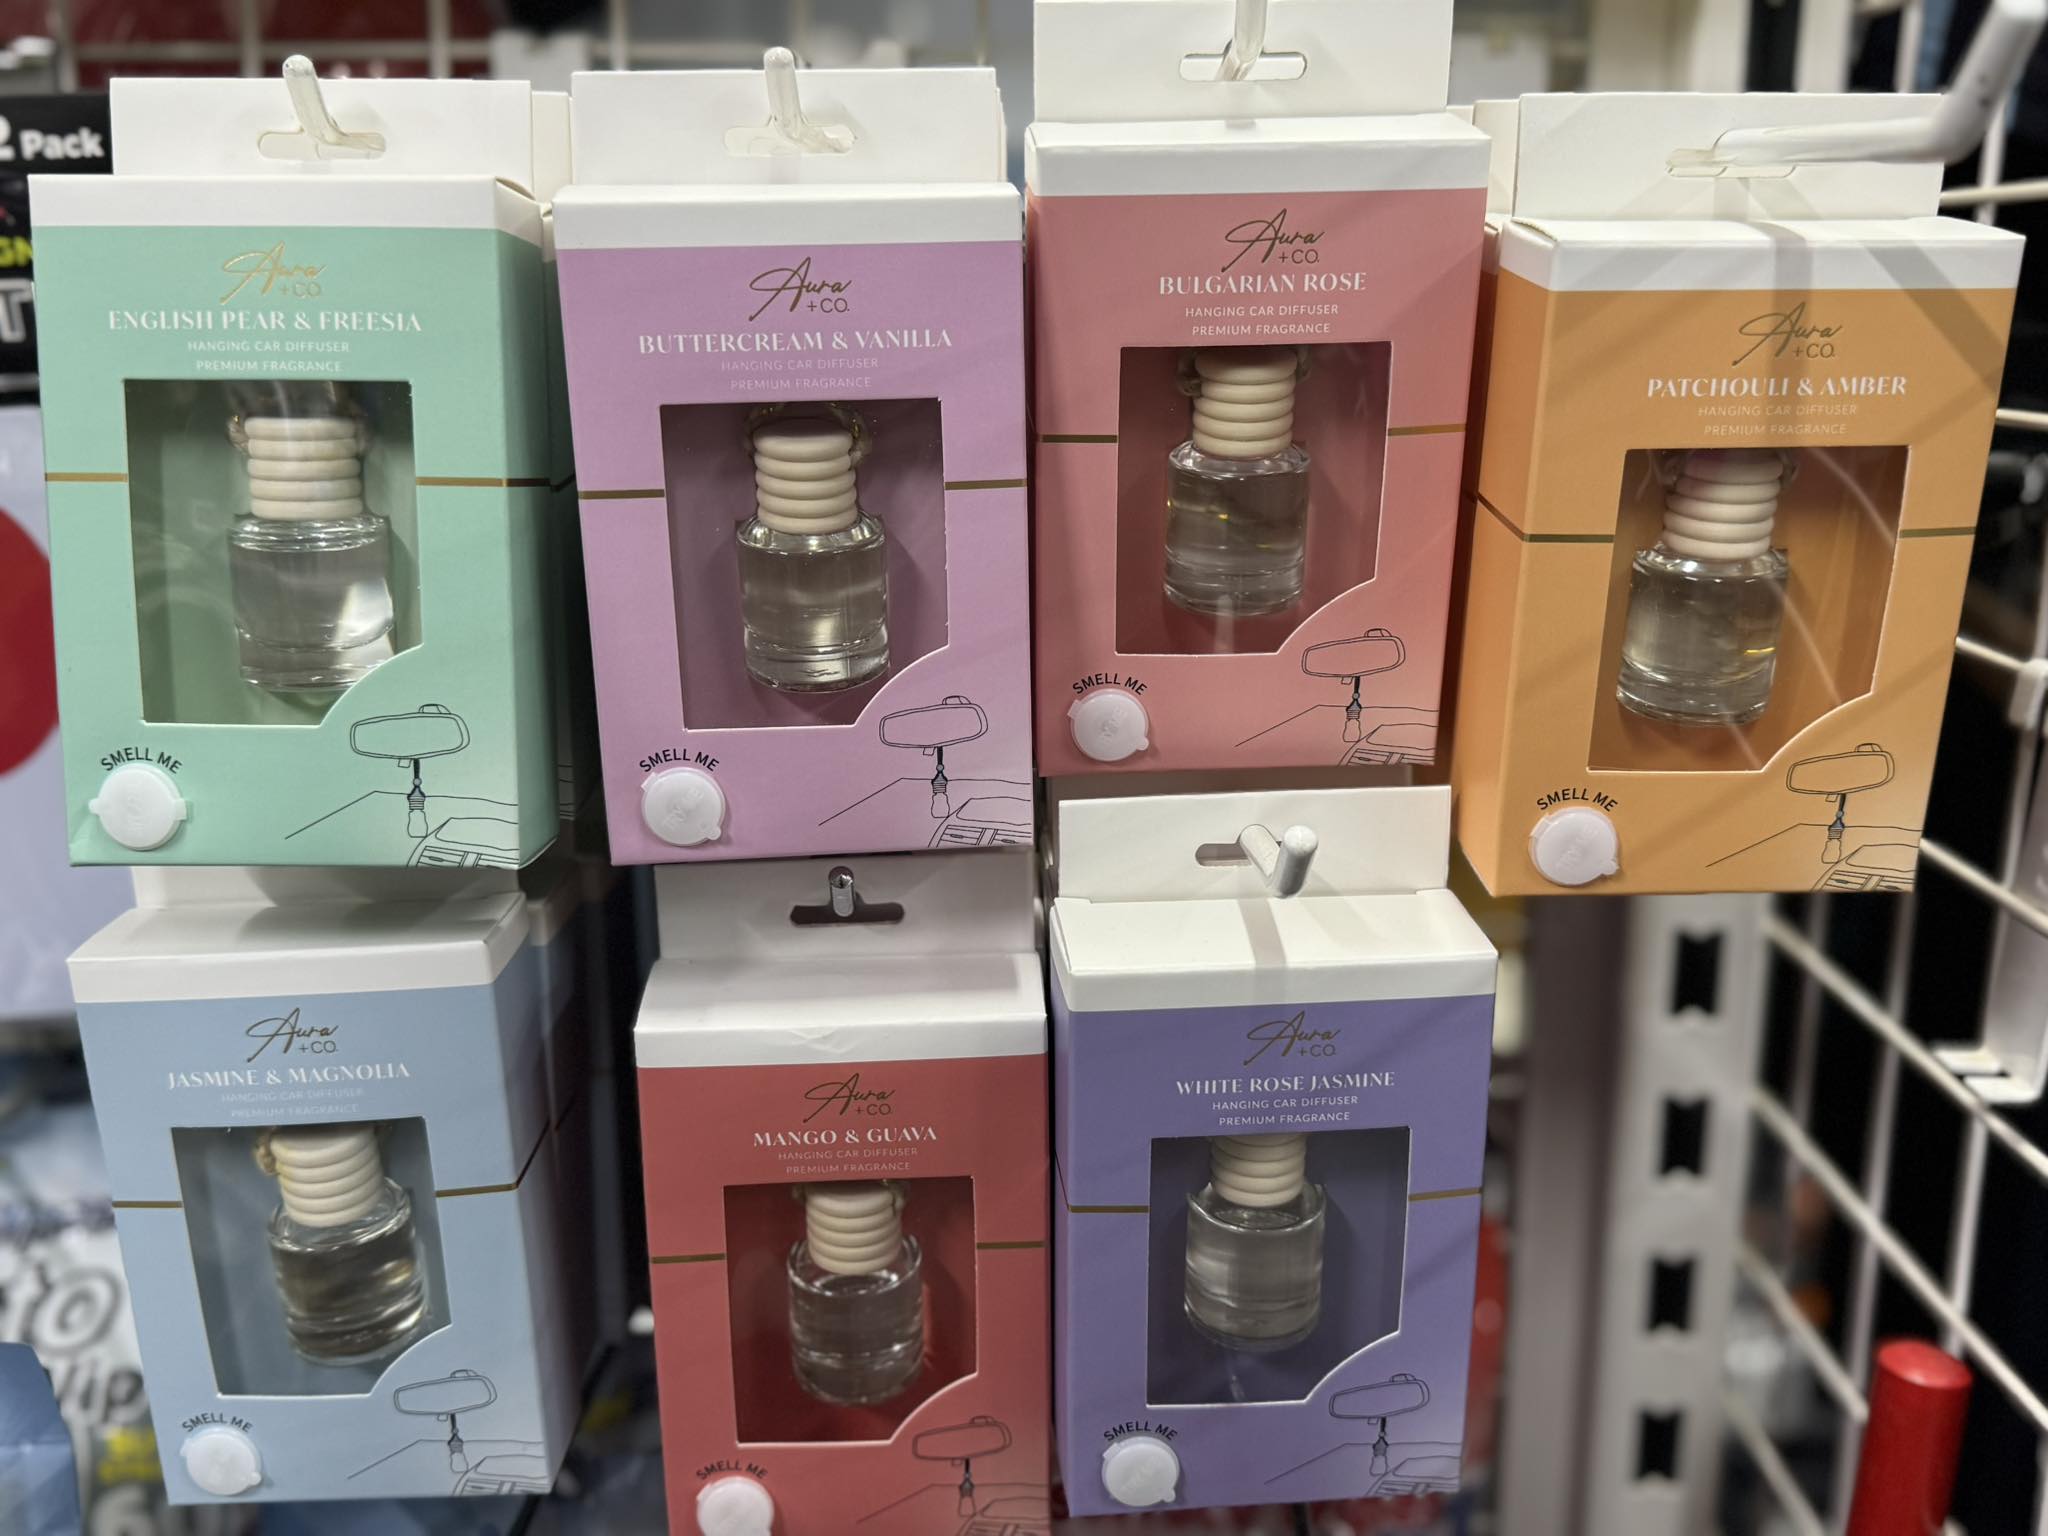 2 Pack
Aura
+CO.
ENGLISH PEAR & FREESIA
HANGING CAR DIFFUSER
PREMIUM FRAGRANCE
SMELL ME
Aura
+CO.
BUTTERCREAM & VANILLA
HANGING CAR DIFFUSER
PREMIUM FRAGRANCE
SMELL ME
Aura
+CO.
BULGARIAN ROSE
HANGING CAR DIFFUSER
PREMIUM FRAGRANCE
SMELL ME
Aura
+CO.
PATCHOULI & AMBER
HANGING CAR DIFFUSER
PREMIUM FRAGRANCE
SMELL ME
Aura
+CO.
JASMINE & MAGNOLIA
HANGING CAR DIFFUSER
PREMIUM FRAGRANCE
SMELL ME
Aura
+CO.
MANGO & GUAVA
HANGING CAR DIFFUSER
PREMIUM FRAGRANCE
SMELL ME
Aura
+CO.
WHITE ROSE JASMINE
HANGING CAR DIFFUSER
PREMIUM FRAGRANCE
SMELL ME